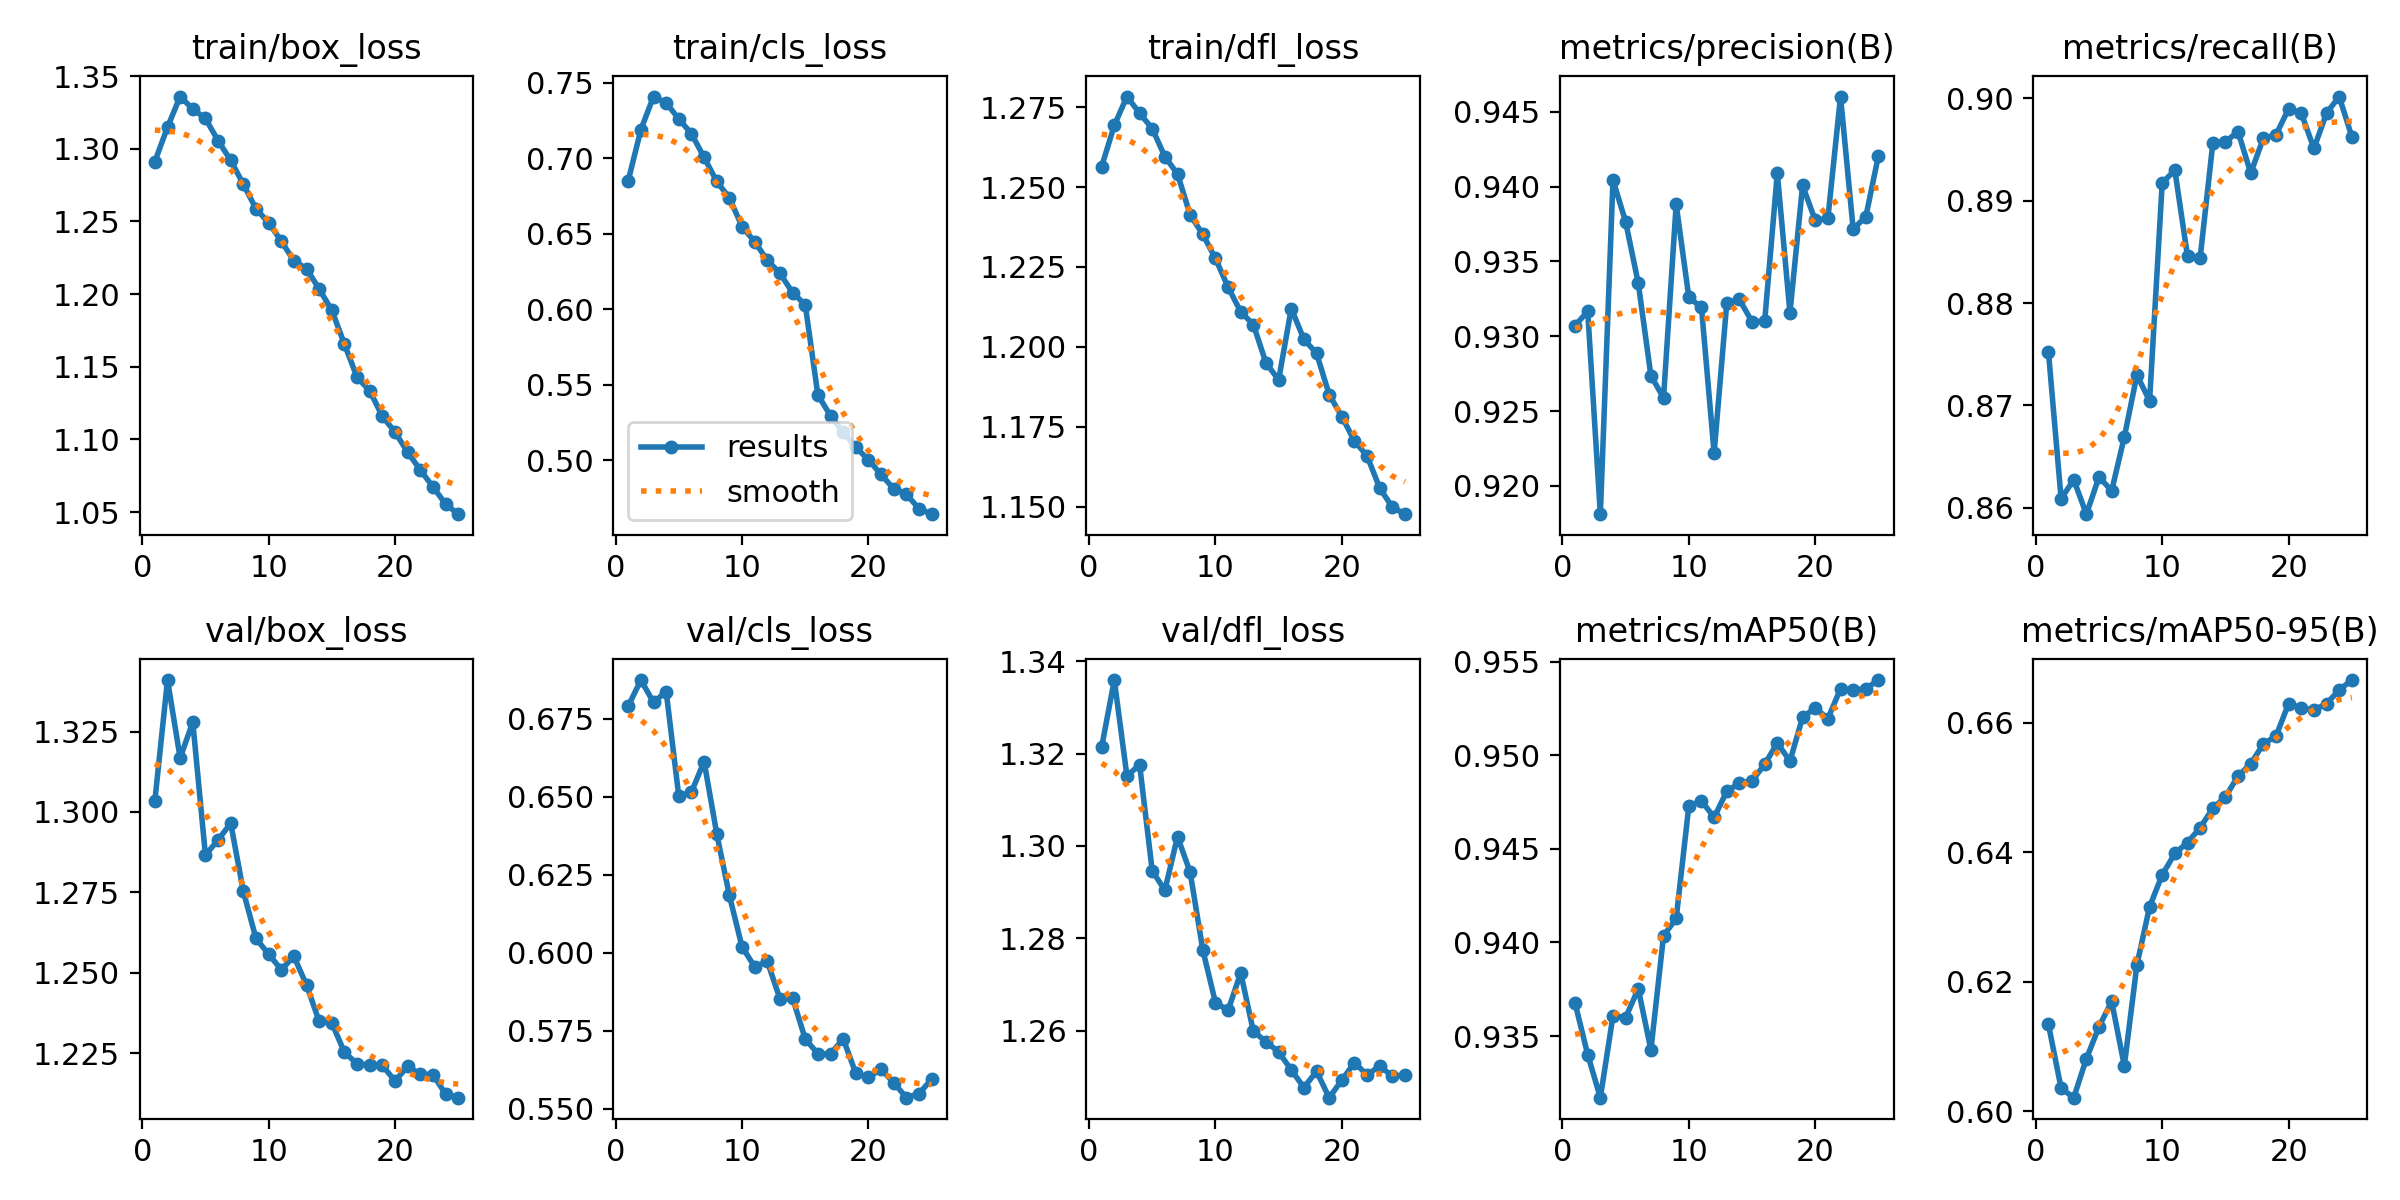 train/box_loss
1.35
1.30
1.25
1.20
1.15
1.10
1.05
0 10 20
train/cls_loss
0.75
0.70
0.65
0.60
0.55
0.50
results
smooth
0 10 20
train/dfl_loss
1.275
1.250
1.225
1.200
1.175
1.150
0 10 20
metrics/precision(B)
0.945
0.940
0.935
0.930
0.925
0.920
0 10 20
metrics/recall(B)
0.90
0.89
0.88
0.87
0.86
0 10 20
val/box_loss
1.325
1.300
1.275
1.250
1.225
0 10 20
val/cls_loss
0.675
0.650
0.625
0.600
0.575
0.550
0 10 20
val/dfl_loss
1.34
1.32
1.30
1.28
1.26
0 10 20
metrics/mAP50(B)
0.955
0.950
0.945
0.940
0.935
0 10 20
metrics/mAP50-95(B)
0.66
0.64
0.62
0.60
0 10 20